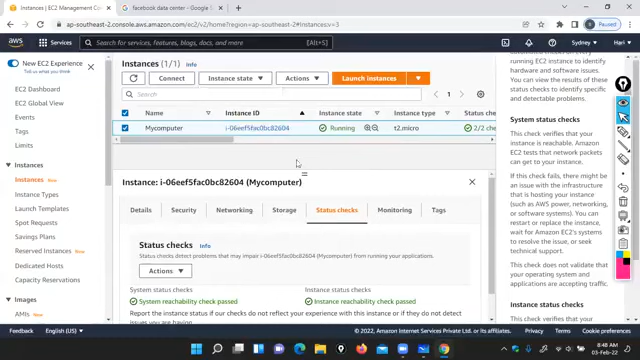 Instances | EC2 Management Co
facebook data center - Google S
ap-southeast-2.console.aws.amazon.com/ec2/v2/home?region=ap-southeast-2#Instances:v=3
Paused
aws
Services
Search for services, features, blogs, docs, and more
[Alt+S]
Sydney
Hari
New EC2 Experience
Tell us what you think
EC2 Dashboard
EC2 Global View
Events
Tags
Limits
Instances
Instances New
Instance Types
Launch Templates
Spot Requests
Savings Plans
Reserved Instances New
Dedicated Hosts
Capacity Reservations
Images
AMIs New
Instances (1/1) Info
Connect
Instance state
Actions
Launch instances
Search
1
Name
Instance ID
Instance state
Instance type
Status che
Mycomputer
i-06eef5fac0bc82604
Running
t2.micro
2/2 che
Instance: i-06eef5fac0bc82604 (Mycomputer)
Details
Security
Networking
Storage
Status checks
Monitoring
Tags
Status checks Info
Status checks detect problems that may impair i-06eef5fac0bc82604 (Mycomputer) from running your applications.
Actions
System status checks
System reachability check passed
Instance status checks
Instance reachability check passed
Report the instance status if our checks do not reflect your experience with this instance or if they do not detect
issues you are having.
running EC2 instance to identify
hardware and software issues.
You can view the results of these
status checks to identify specific
and detectable problems.
System status checks
This check verifies that your
instance is reachable. Amazon
EC2 tests that network packets
can get to your instance.
If this check fails, there might be
an issue with the infrastructure
that is hosting your instance
(such as AWS power, networking,
or software systems). You can
restart or replace the instance,
wait for Amazon EC2's systems
to resolve the issue, or seek
technical support.
This check does not validate that
your operating system and
applications are accepting traffic.
Instance status checks
Feedback
English (US)
© 2022, Amazon Internet Services Private Ltd. or its affiliates.
Privacy
Terms
Cookie preferences
8:48 AM
03-Feb-22